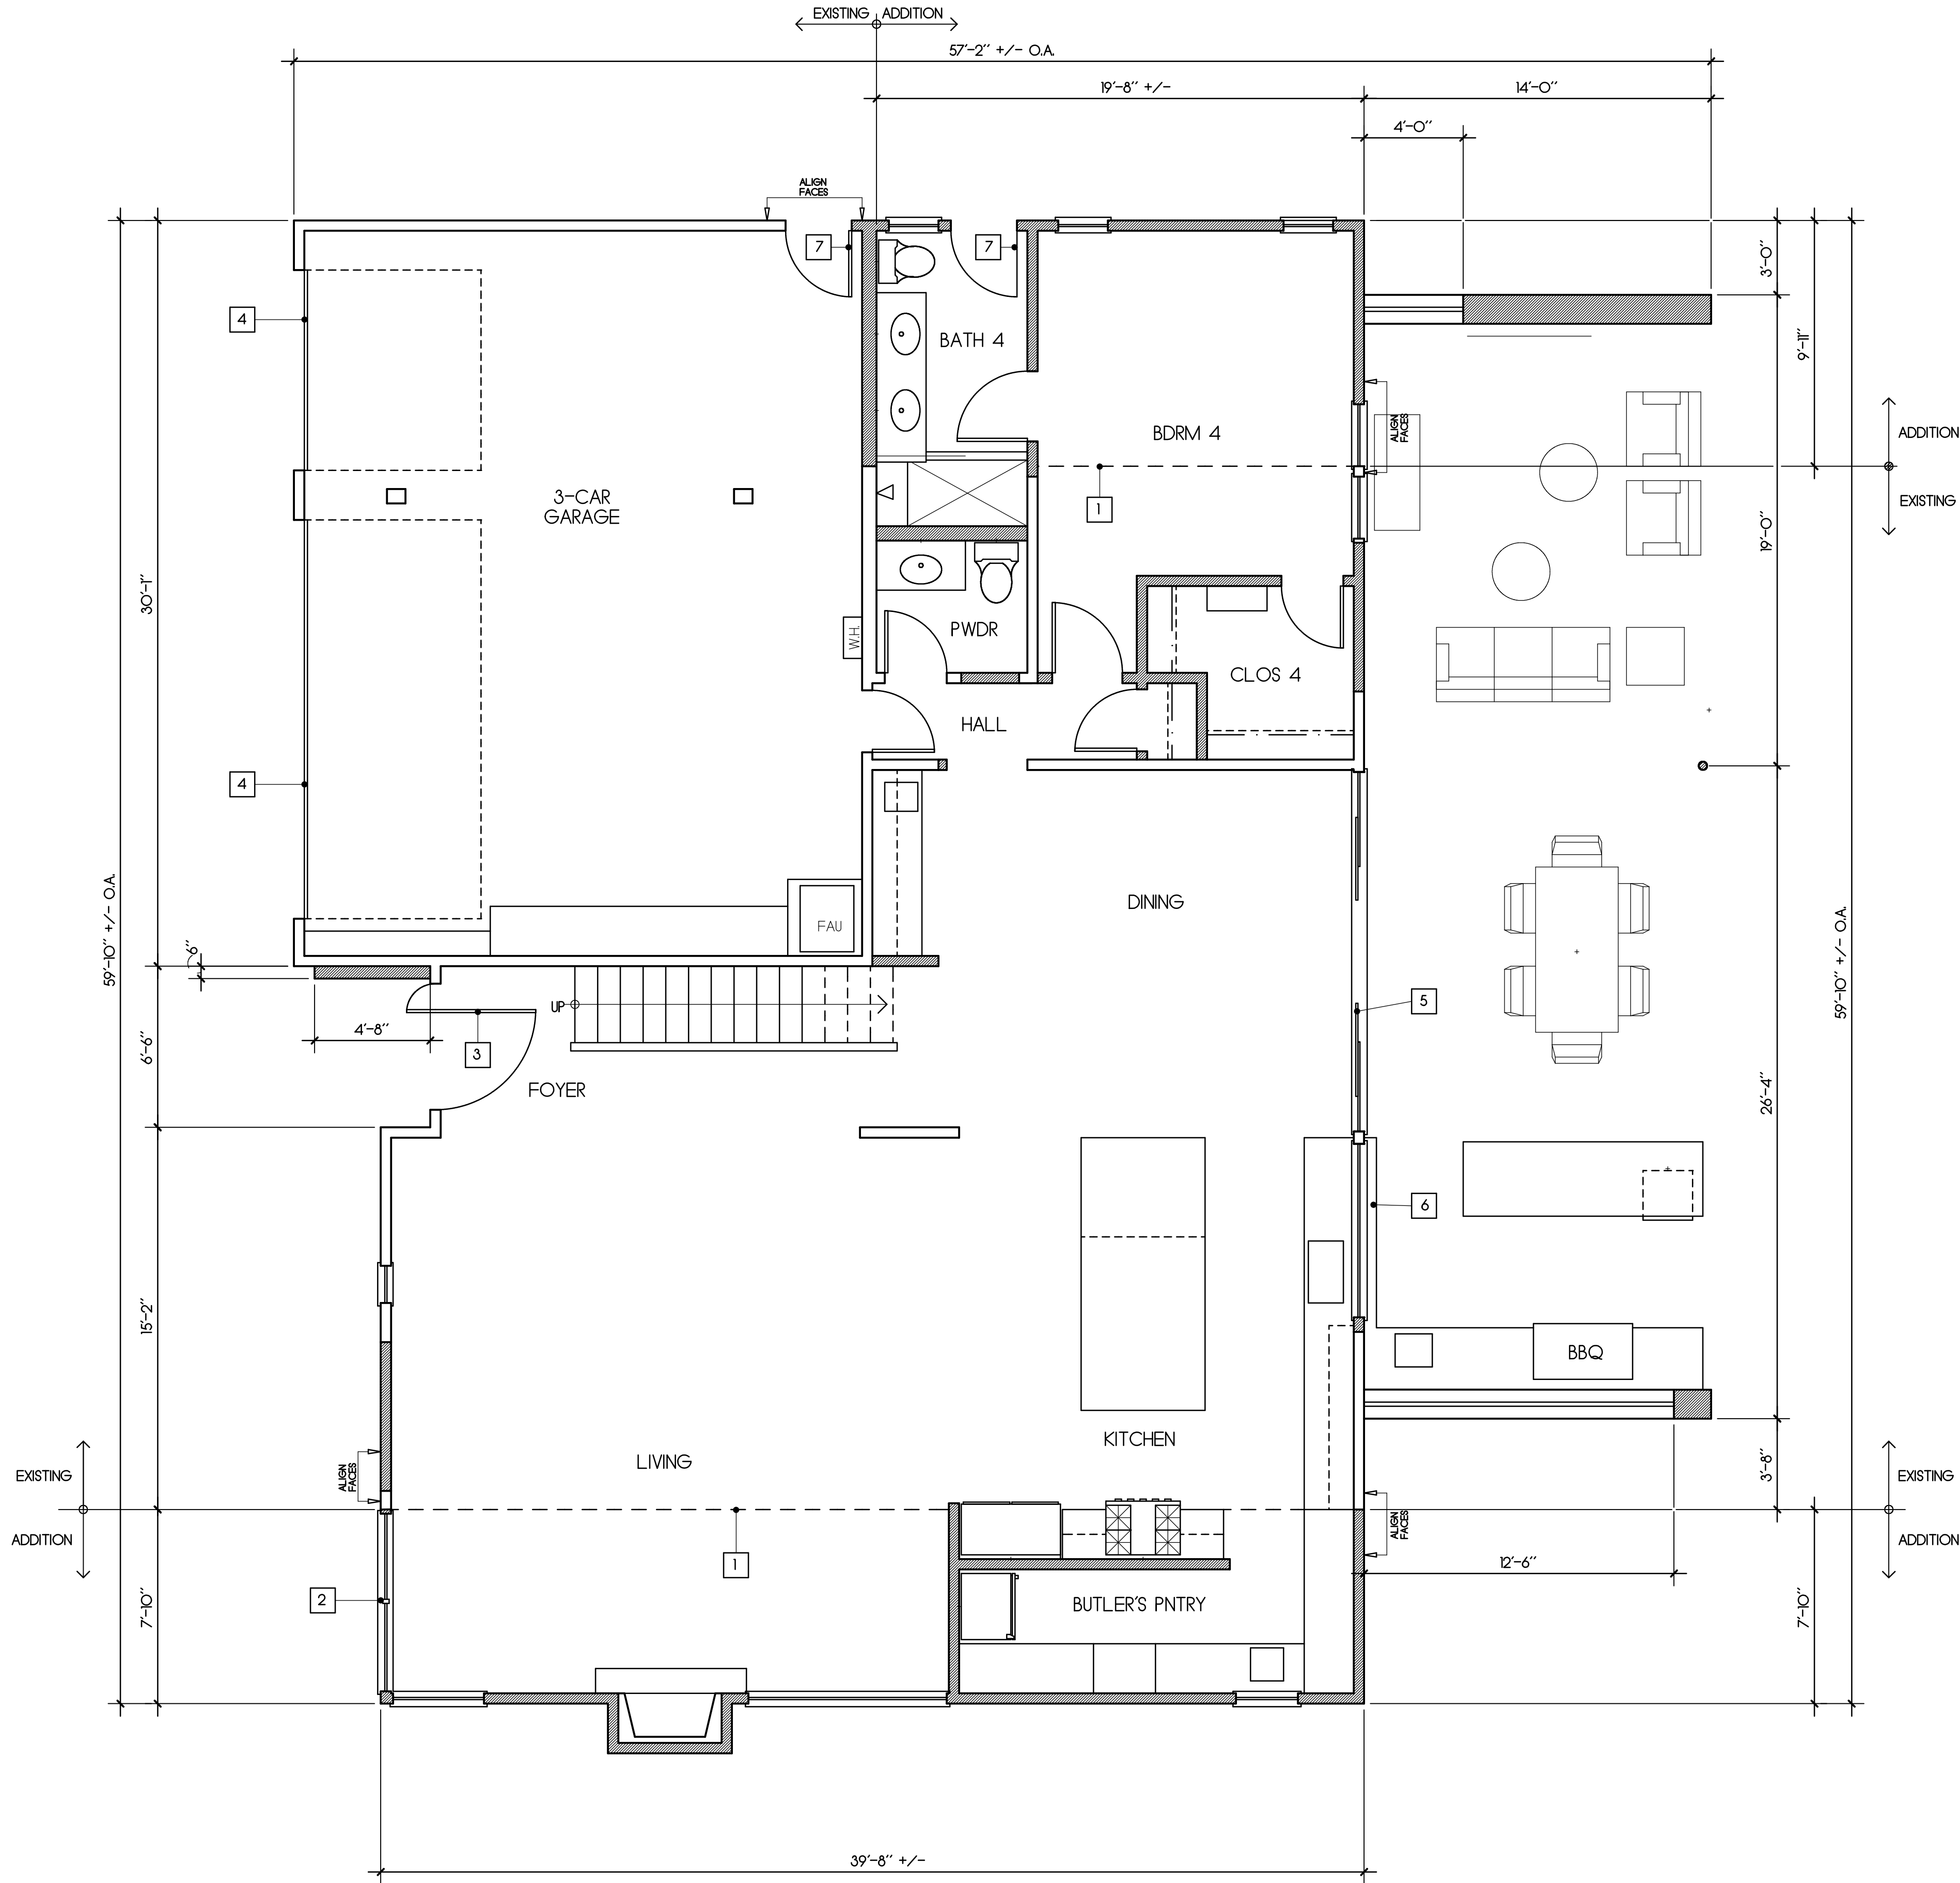 EXISTING ADDITION
57'-2" +/- O.A.
19'-8" +/-
14'-0"
4'-0"
ALIGN
FACES
7
7
3'-0"
4
BATH 4
9'-11"
ALIGN
FACES
BDRM 4
ADDITION
EXISTING
3-CAR
GARAGE
1
19'-0"
30'-1"
W.H.
PWDR
CLOS 4
HALL
4
DINING
FAU
59'-10" +/- O.A.
59'-10" +/- O.A.
6"
UP
5
4'-8"
3
6'-6"
FOYER
26'-4"
6
15'-2"
BBQ
KITCHEN
LIVING
EXISTING
ADDITION
ALIGN
FACES
3'-8"
EXISTING
ADDITION
ALIGN
FACES
1
12'-6"
2
7'-10"
BUTLER'S PNTRY
7'-10"
39'-8" +/-